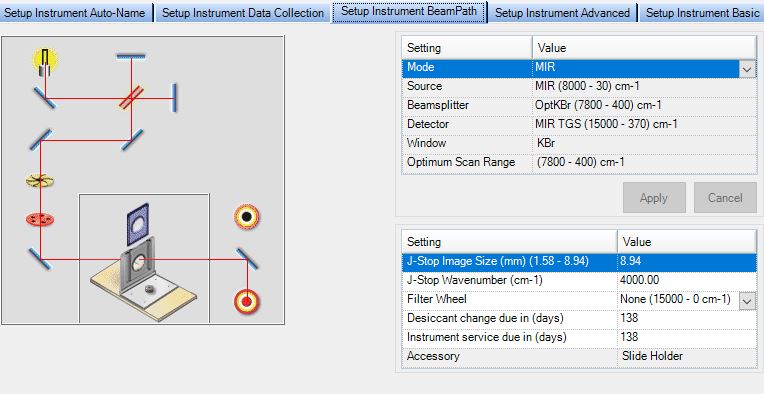 Setup Instrument Auto-Name Setup Instrument Data Collection Setup Instrument BeamPath Setup Instrument Advanced Setup Instrument Basic
Setting Value
Mode MIR
Source MIR (8000 - 30) cm-1
Beamsplitter OptKBr (7800 - 400) cm-1
Detector MIR TGS (15000 - 370) cm-1
Window KBr
Optimum Scan Range (7800 - 400) cm-1
Apply Cancel
Setting Value
J-Stop Image Size (mm) (1.58 - 8.94) 8.94
J-Stop Wavenumber (cm-1) 4000.00
Filter Wheel None (15000 - 0 cm-1)
Desiccant change due in (days) 138
Instrument service due in (days) 138
Accessory Slide Holder